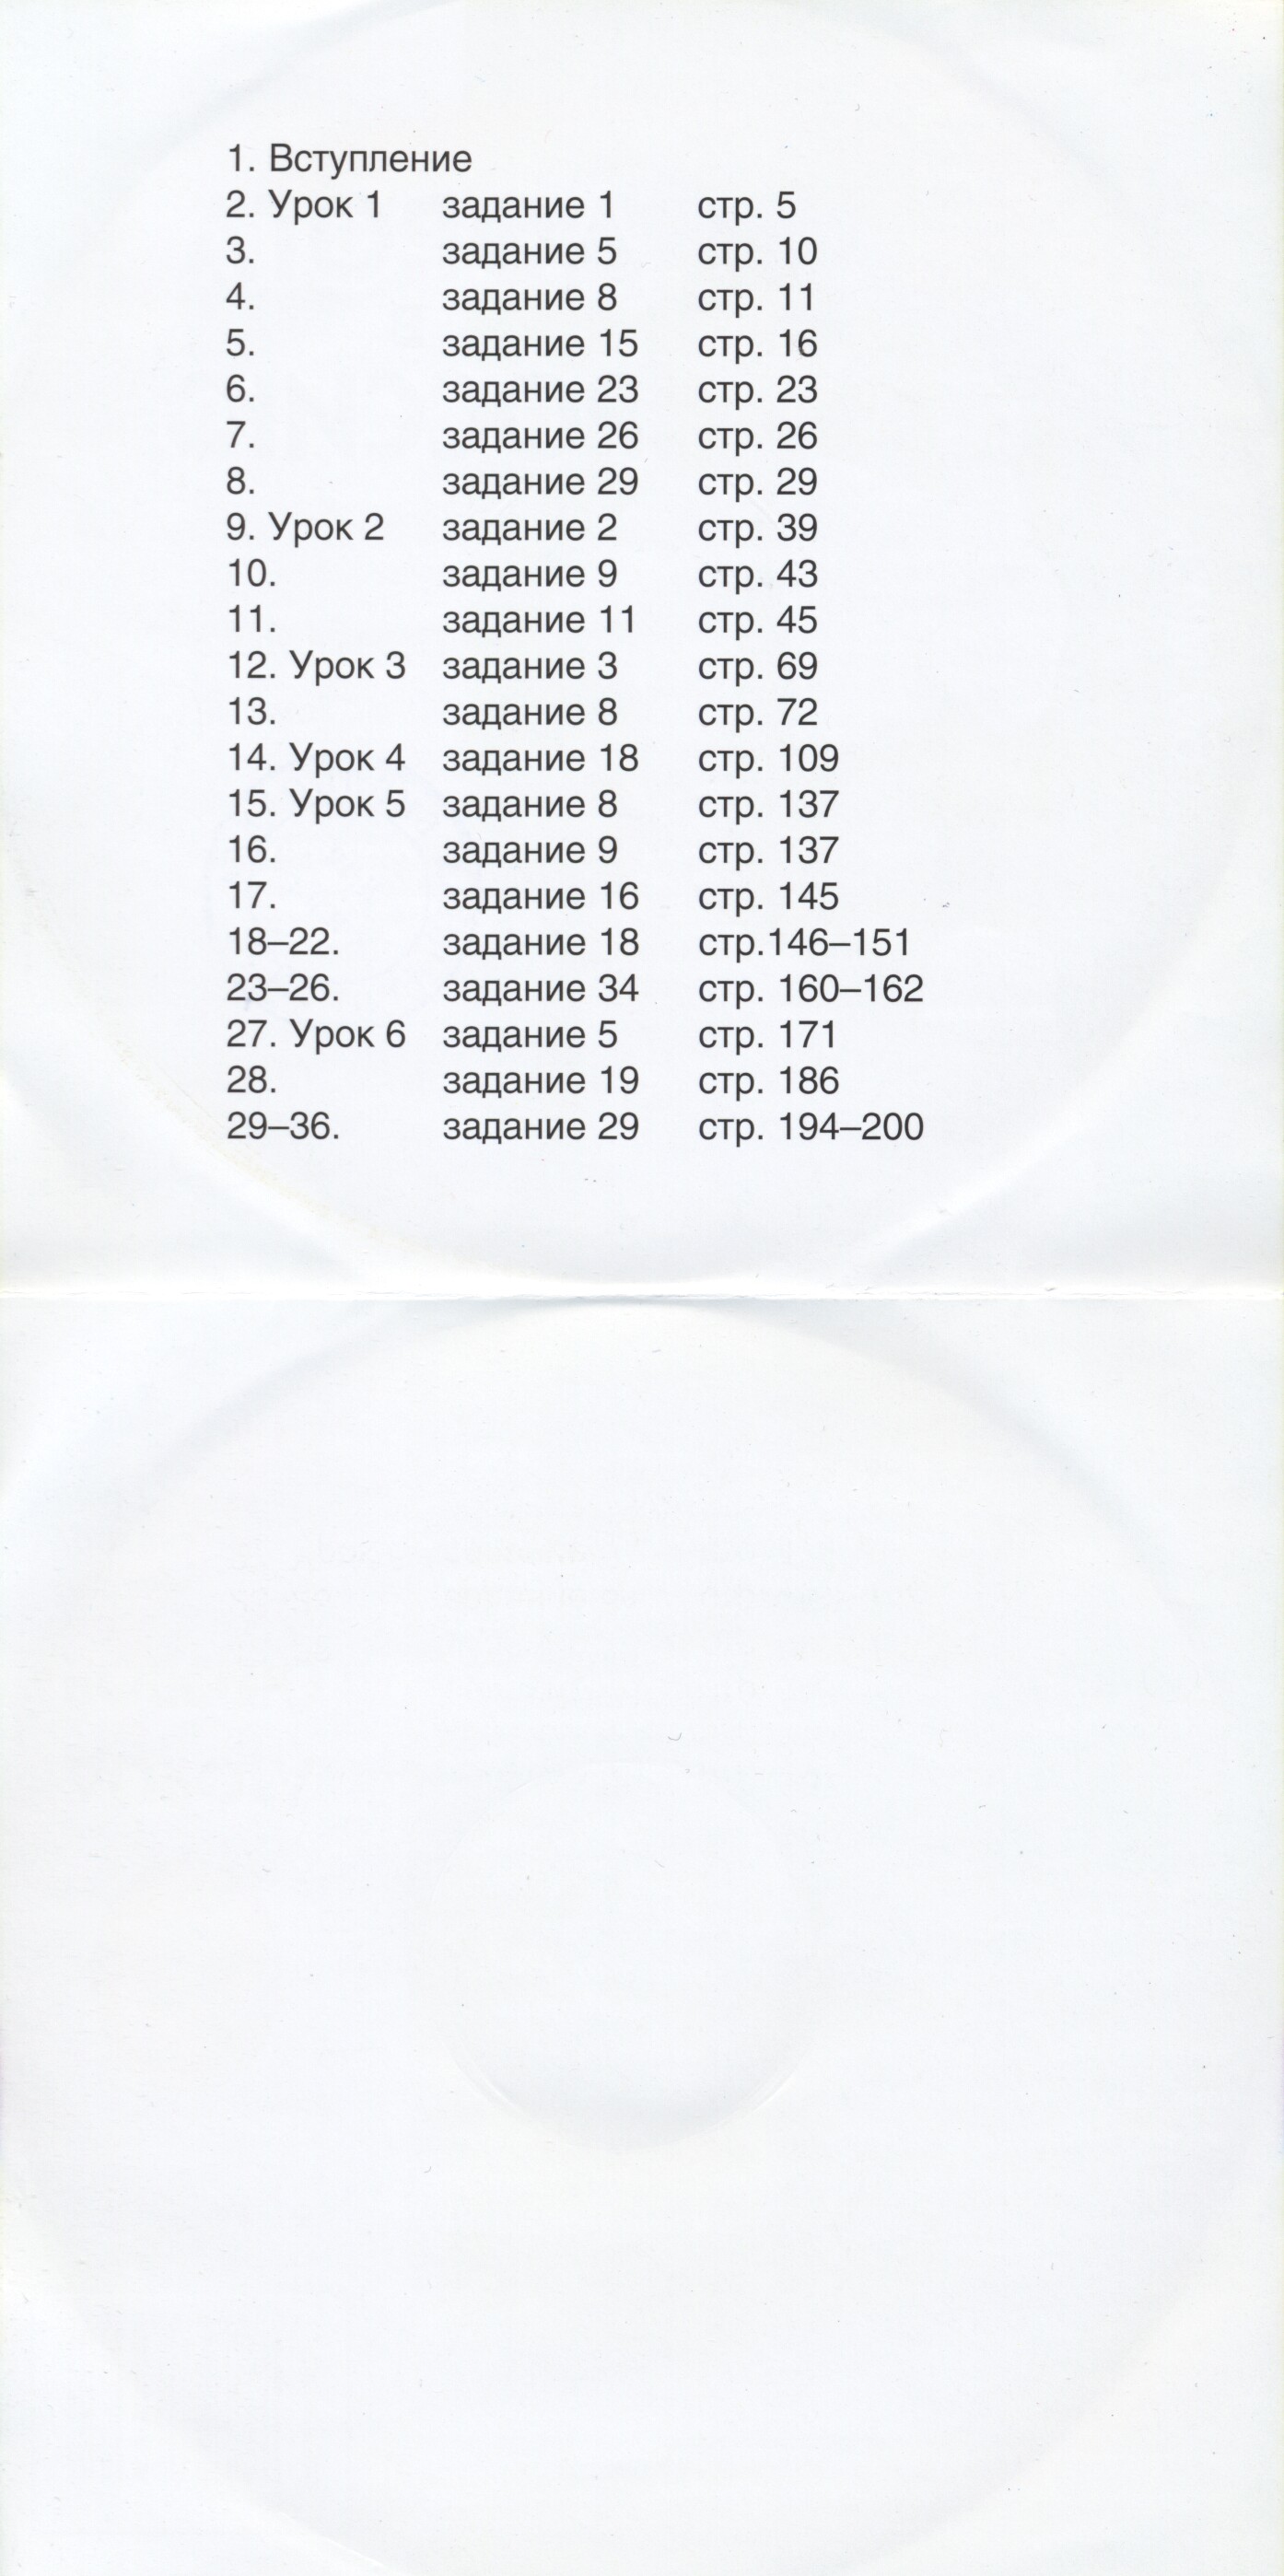 1. Вступление
2. Урок 1 задание 1 стр. 5
3. задание 5 стр. 10
4. задание 8 стр. 11
5. задание 15 стр. 16
6. задание 23 стр. 23
7. задание 26 стр. 26
8. задание 29 стр. 29
9. Урок 2 задание 2 стр. 39
10. задание 9 стр. 43
11. задание 11 стр. 45
12. Урок 3 задание 3 стр. 69
13. задание 8 стр. 72
14. Урок 4 задание 18 стр. 109
15. Урок 5 задание 8 стр. 137
16. задание 9 стр. 137
17. задание 16 стр. 145
18–22. задание 18 стр.146–151
23–26. задание 34 стр. 160–162
27. Урок 6 задание 5 стр. 171
28. задание 19 стр. 186
29–36. задание 29 стр. 194–200